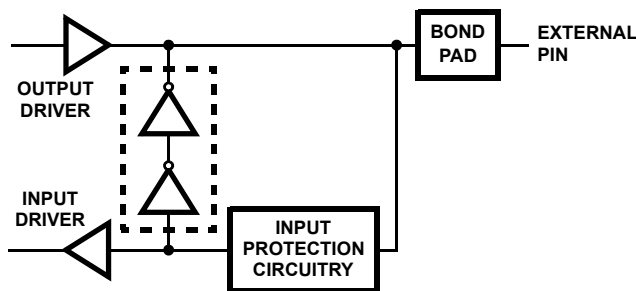 BOND
PAD
EXTERNAL
PIN
OUTPUT
DRIVER
INPUT
DRIVER
INPUT
PROTECTION
CIRCUITRY